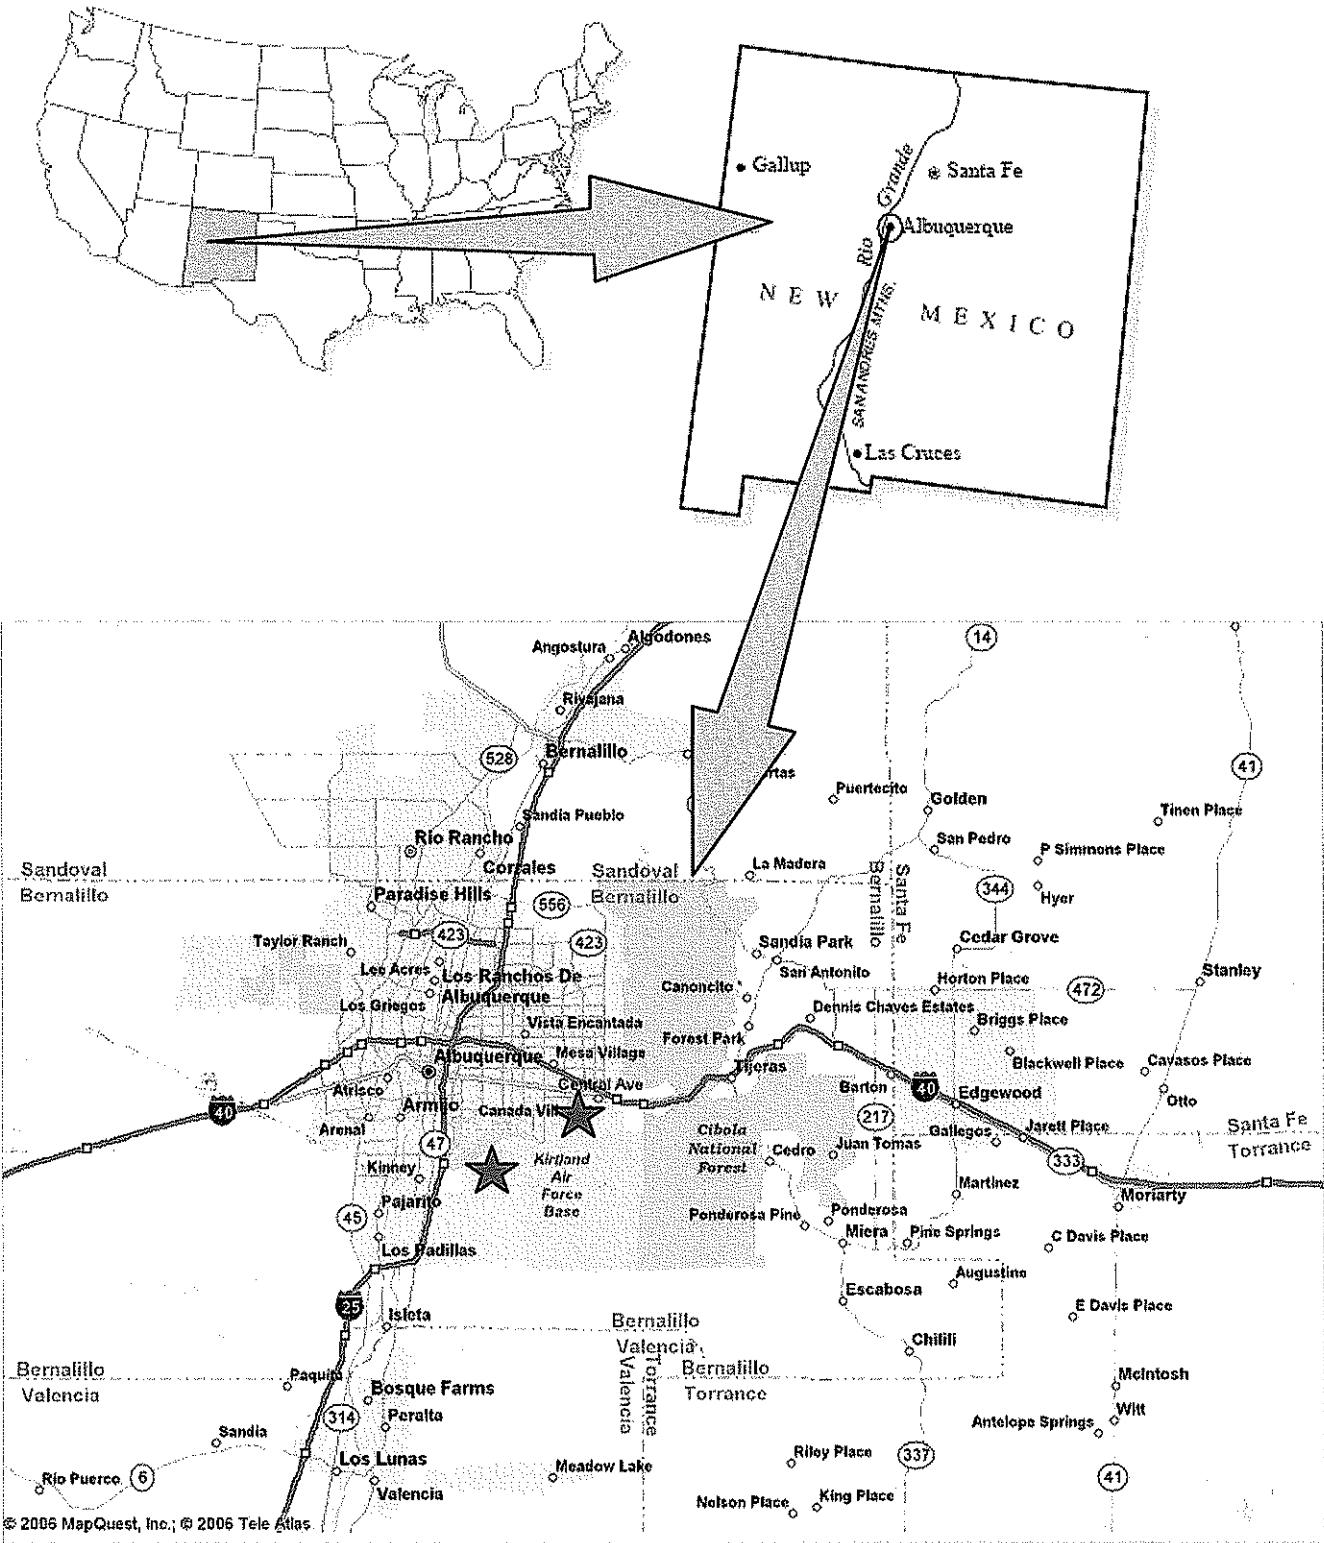 Gallup
Santa Fe
Rio Grande
Albuquerque
NEW MEXICO
SAN ANDRES MTNS.
Las Cruces
Algodones
Angostura
14
Rivajana
528
Bernalillo
41
Puertecito
Golden
Tinen Place
Sandia Pueblo
Rio Rancho
San Pedro
P Simmons Place
Corrales
Sandoval
Bernalillo
Sandoval
Bernalillo
La Madera
Bernalillo
Santa Fe
344
Hyer
Paradise Hills
556
423
423
Taylor Ranch
Sandia Park
Cedar Grove
Lee Acres
Los Ranchos De
Albuquerque
San Antonito
Stanley
Horton Place
472
Canoncito
Los Griegos
Dennis Chaves Estates
Briggs Place
Vista Encantada
Forest Park
Albuquerque
Mesa Village
Blackwell Place
Cavasos Place
Tijeras
Atrisco
Central Ave
Barton
40
Edgewood
Otto
40
Armijo
Canada
217
Arenal
Gallegos
Jarett Place
Santa Fe
Torrance
47
Cibola
National
Forest
Juan Tomas
Cedro
333
Kinney
Kirtland
Air
Force
Base
Martinez
Moriarty
Pajarito
45
Ponderosa Pine
Ponderosa
Miera
Pine Springs
C Davis Place
Los Padillas
Augustine
Escabosa
25
Isleta
E Davis Place
Bernalillo
Valencia
Chilili
Bernalillo
Valencia
Valencia
Torrance
Bernalillo
Torrance
Paquita
Bosque Farms
McIntosh
314
Peralta
Witt
Antelope Springs
Sandia
Riley Place
337
Los Lunas
Meadow Lake
Rio Puerco
6
41
Valencia
Nelson Place
King Place
© 2006 MapQuest, Inc.; © 2006 Tele Atlas